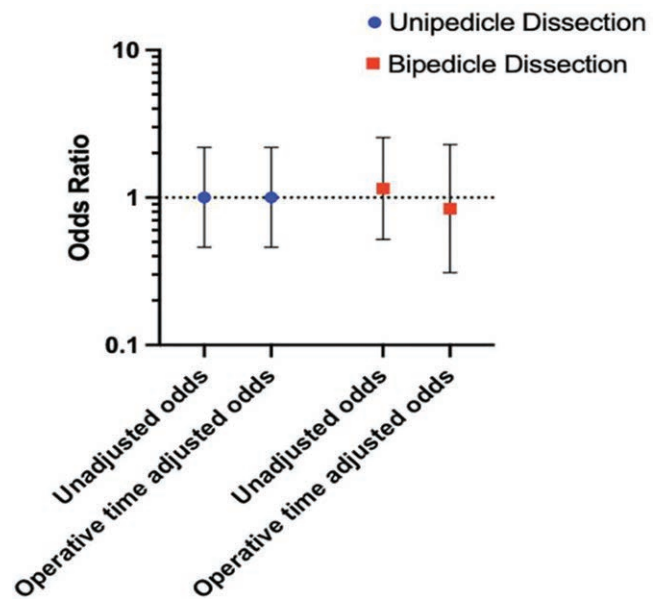 Unipedicle Dissection
Bipedicle Dissection
10
1
0.1
Odds Ratio
Unadjusted odds
Operative time adjusted odds
Unadjusted odds
Operative time adjusted odds